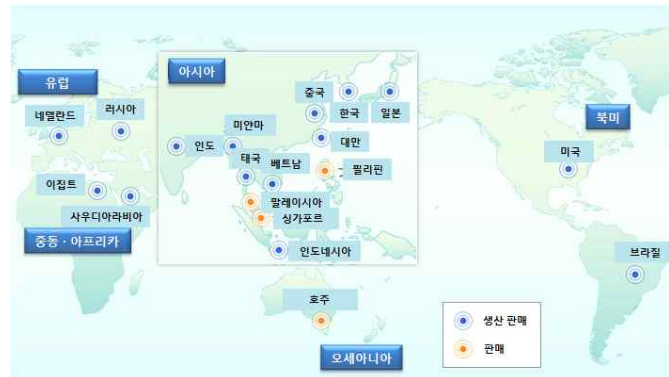 유럽
네델란드
러시아
이집트
사우디아라비아
중동 · 아프리카
아시아
중국
한국
일본
미얀마
인도
대만
태국
베트남
필리핀
말레이시아
싱가포르
인도네시아
북미
미국
브라질
호주
오세아니아
생산 판매
판매